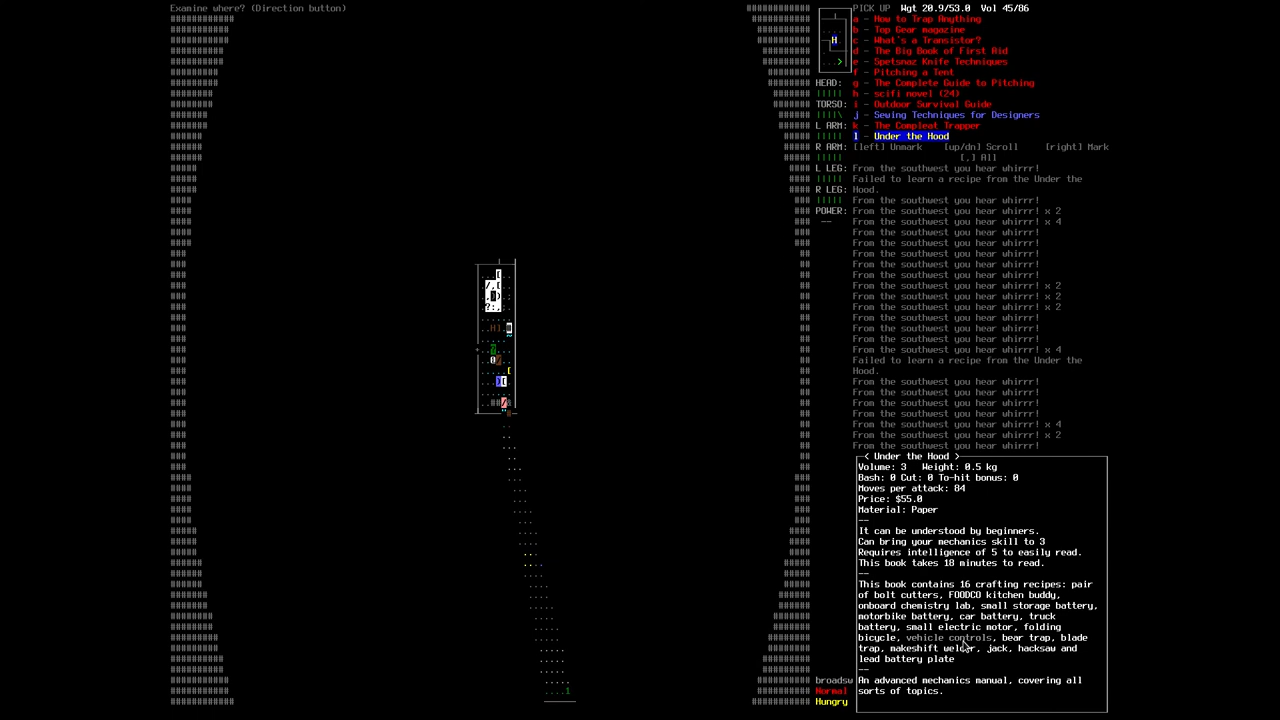 Examine where? (Direction button)
PICK UP  Wgt 20.9/53.0  Vol 45/86
a - How to Trap Anything
b - Top Gear magazine
c - What's a Transistor?
d - The Big Book of First Aid
e - Spetsnaz Knife Techniques
f - Pitching a Tent
HEAD: g - The Complete Guide to Pitching
h - scifi novel (24)
TORSO: i - Outdoor Survival Guide
j - Sewing Techniques for Designers
L ARM: k - The Compleat Trapper
l - Under the Hood
R ARM: [left] Unmark  [up/dn] Scroll  [right] Mark
[,] All
L LEG: From the southwest you hear whirrr!
Failed to learn a recipe from the Under the
R LEG: Hood.
From the southwest you hear whirrr!
POWER: From the southwest you hear whirrr! x 2
-- From the southwest you hear whirrr! x 4
From the southwest you hear whirrr!
From the southwest you hear whirrr!
From the southwest you hear whirrr!
From the southwest you hear whirrr!
From the southwest you hear whirrr!
From the southwest you hear whirrr! x 2
From the southwest you hear whirrr! x 2
From the southwest you hear whirrr! x 2
From the southwest you hear whirrr!
From the southwest you hear whirrr!
From the southwest you hear whirrr!
From the southwest you hear whirrr! x 4
Failed to learn a recipe from the Under the
Hood.
From the southwest you hear whirrr!
From the southwest you hear whirrr!
From the southwest you hear whirrr!
From the southwest you hear whirrr!
From the southwest you hear whirrr! x 4
From the southwest you hear whirrr! x 2
From the southwest you hear whirrr!
< Under the Hood >
Volume: 3  Weight: 0.5 kg
Bash: 0 Cut: 0 To-hit bonus: 0
Moves per attack: 84
Price: $55.0
Material: Paper
--
It can be understood by beginners.
Can bring your mechanics skill to 3
Requires intelligence of 5 to easily read.
This book takes 18 minutes to read.
--
This book contains 16 crafting recipes: pair
of bolt cutters, FOODCO kitchen buddy,
onboard chemistry lab, small storage battery,
motorbike battery, car battery, truck
battery, small electric motor, folding
bicycle, vehicle controls, bear trap, blade
trap, makeshift welder, jack, hacksaw and
lead battery plate
--
An advanced mechanics manual, covering all
sorts of topics.
broadsw
Normal
Hungry